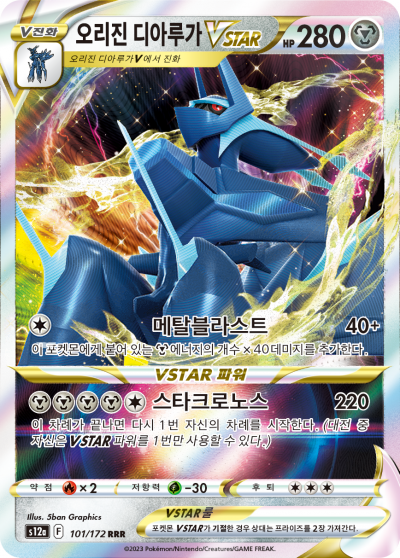 V진화 오리진 디아루가 VSTAR HP 280
오리진 디아루가V에서 진화
메탈블라스트 40+
이 포켓몬에게 붙어 있는 에너지의 개수×40데미지를 추가한다.
VSTAR 파워
스타크로노스 220
이 차례가 끝나면 다시 1번 자신의 차례를 시작한다. (대전 중
자신은 VSTAR 파워를 1번만 사용할 수 있다.)
약점 ×2 저항력 -30 후퇴
Illus. 5ban Graphics
VSTAR룰
s12a F 101/172 RRR
포켓몬 VSTAR가 기절한 경우 상대는 프라이즈를 2장 가져간다.
©2023 Pokémon/Nintendo/Creatures/GAME FREAK.